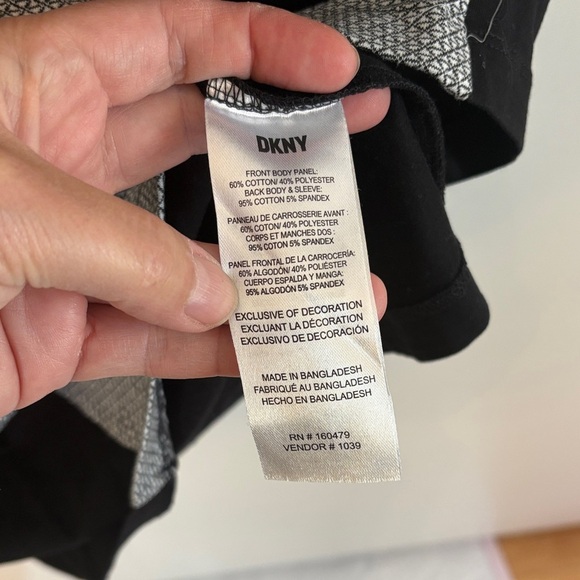 DKNY
FRONT BODY PANEL:
60% COTTON/ 40% POLYESTER
BACK BODY & SLEEVE:
95% COTTON 5% SPANDEX
PANNEAU DE CARROSSERIE AVANT :
60% COTON/ 40% POLYESTER
CORPS ET MANCHES DOS :
95% COTON 5% SPANDEX
PANEL FRONTAL DE LA CARROCERÍA:
60% ALGODÓN/ 40% POLIÉSTER
CUERPO ESPALDA Y MANGA:
95% ALGODÓN 5% SPANDEX
EXCLUSIVE OF DECORATION
EXCLUANT LA DÉCORATION
EXCLUSIVO DE DECORACIÓN
MADE IN BANGLADESH
FABRIQUÉ AU BANGLADESH
HECHO EN BANGLADESH
RN # 160479
VENDOR # 1039